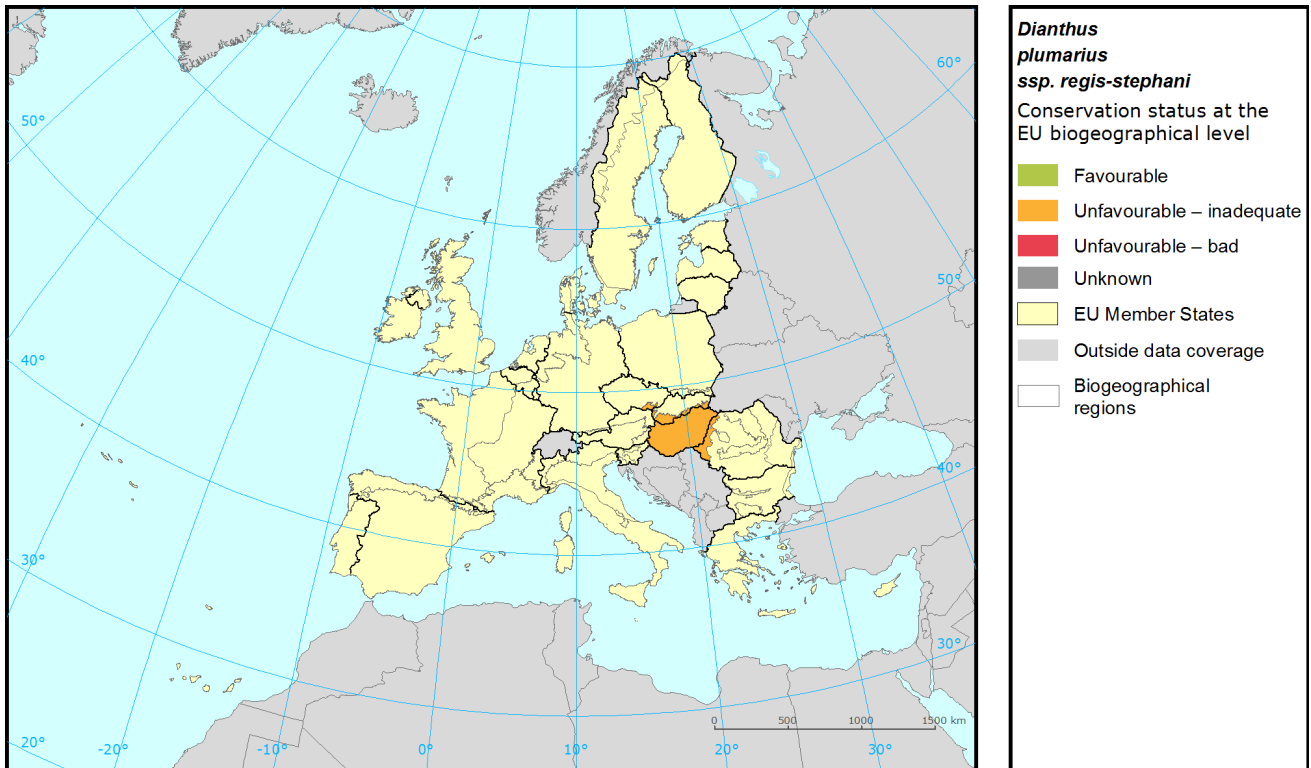 60°
50°
50°
40°
40°
30°
30°
0 500 1000 1500 km
20° -20° -10° 0° 10° 20° 30°
Dianthus
plumarius
ssp. regis-stephani
Conservation status at the
EU biogeographical level
Favourable
Unfavourable – inadequate
Unfavourable – bad
Unknown
EU Member States
Outside data coverage
Biogeographical
regions